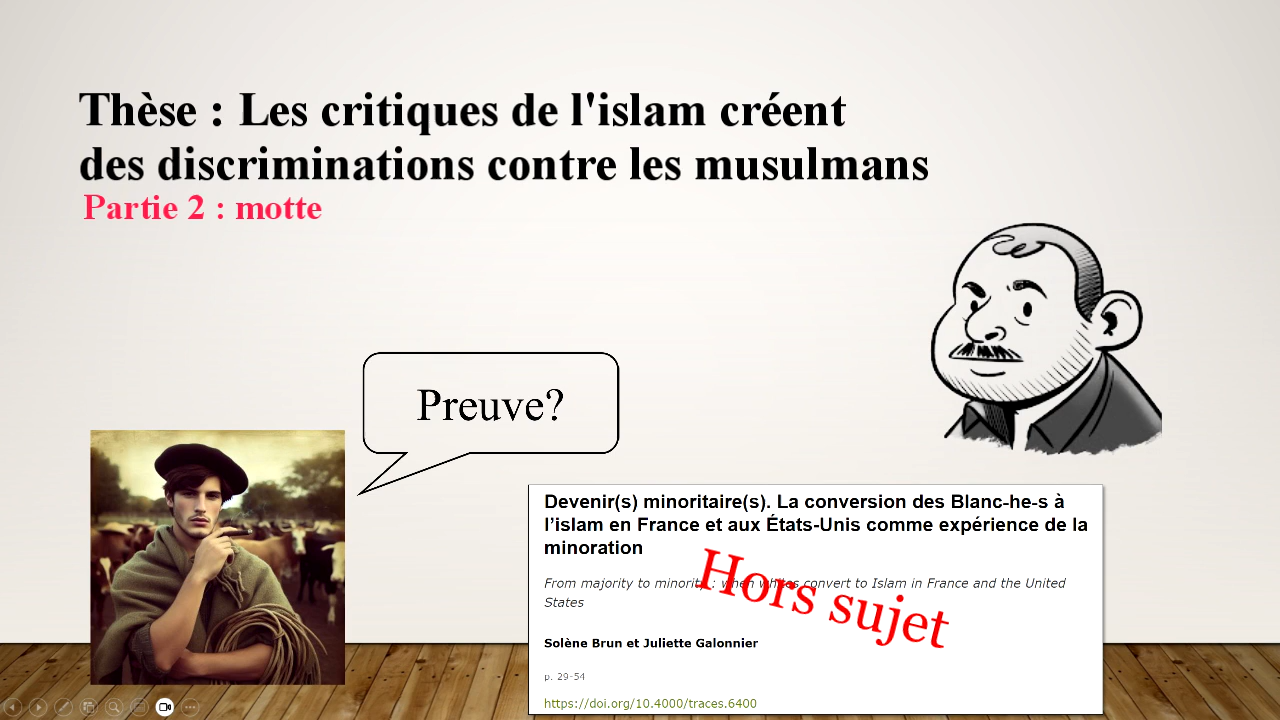 Thèse : Les critiques de l'islam créent
des discriminations contre les musulmans
Partie 2 : motte
Preuve?
Devenir(s) minoritaire(s). La conversion des Blanc-he-s à
l’islam en France et aux États-Unis comme expérience de la
minoration
From majority to minority: when whites convert to Islam in France and the United
States
Hors sujet
Solène Brun et Juliette Galonnier
p. 29-54
https://doi.org/10.4000/traces.6400